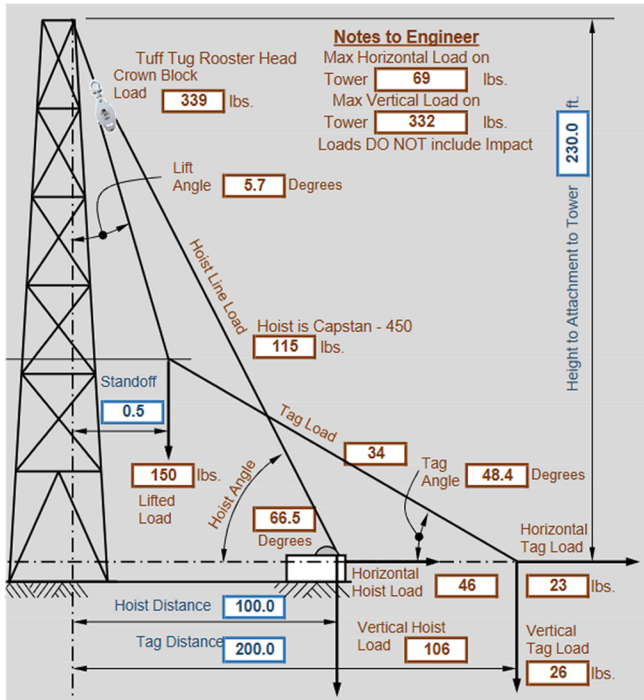 Notes to Engineer
Tuff Tug Rooster Head
Max Horizontal Load on
Crown Block
Load 339 lbs.
Tower 69 lbs.
Max Vertical Load on
Tower 332 lbs.
Loads DO NOT include Impact
230.0 ft.
Height to Attachment to Tower
Lift
Angle 5.7 Degrees
Hoist Line Load
Hoist is Capstan - 450
115 lbs.
Standoff
0.5
Tag Load
34
150 lbs.
Lifted
Load
Hoist Angle
Tag
Angle 48.4 Degrees
66.5
Degrees
Horizontal
Tag Load
Horizontal
Hoist Load 46
23 lbs.
Hoist Distance 100.0
Tag Distance 200.0
Vertical Hoist
Load 106
Vertical
Tag Load
26 lbs.